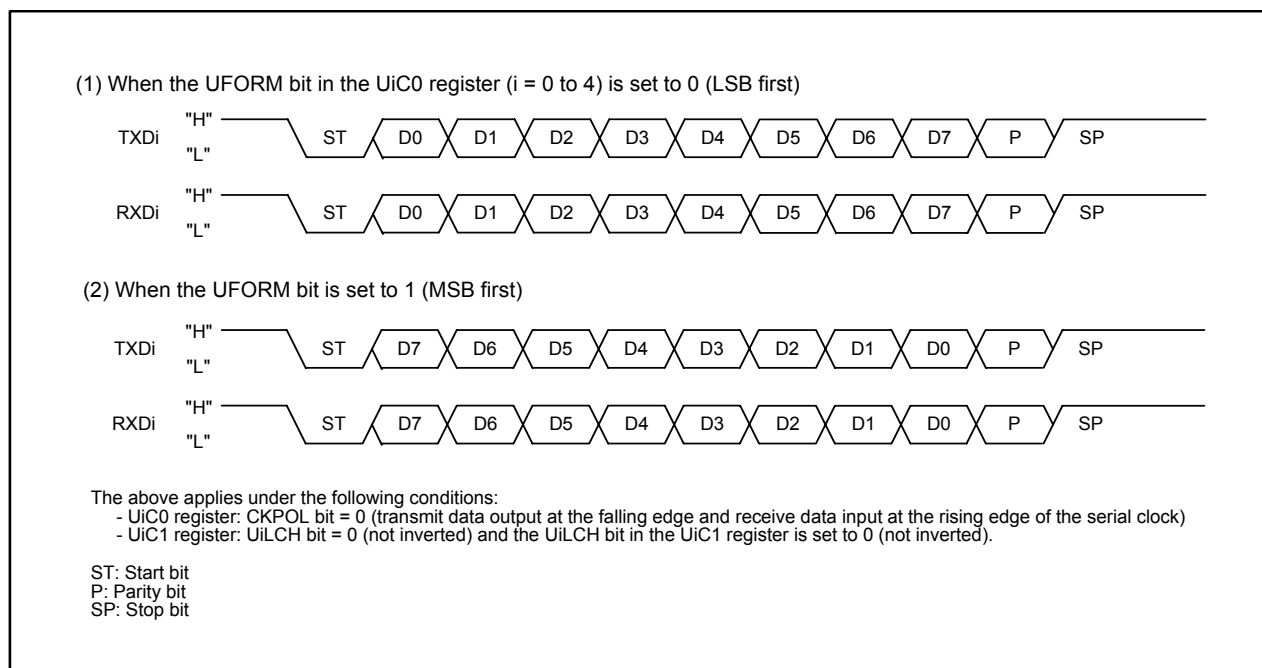 (1) When the UFORM bit in the UiC0 register (i = 0 to 4) is set to 0 (LSB first)
TXDi "H" "L" ST D0 D1 D2 D3 D4 D5 D6 D7 P SP
RXDi "H" "L" ST D0 D1 D2 D3 D4 D5 D6 D7 P SP
(2) When the UFORM bit is set to 1 (MSB first)
TXDi "H" "L" ST D7 D6 D5 D4 D3 D2 D1 D0 P SP
RXDi "H" "L" ST D7 D6 D5 D4 D3 D2 D1 D0 P SP
The above applies under the following conditions:
- UiC0 register: CKPOL bit = 0 (transmit data output at the falling edge and receive data input at the rising edge of the serial clock)
- UiC1 register: UiLCH bit = 0 (not inverted) and the UiLCH bit in the UiC1 register is set to 0 (not inverted).
ST: Start bit
P: Parity bit
SP: Stop bit